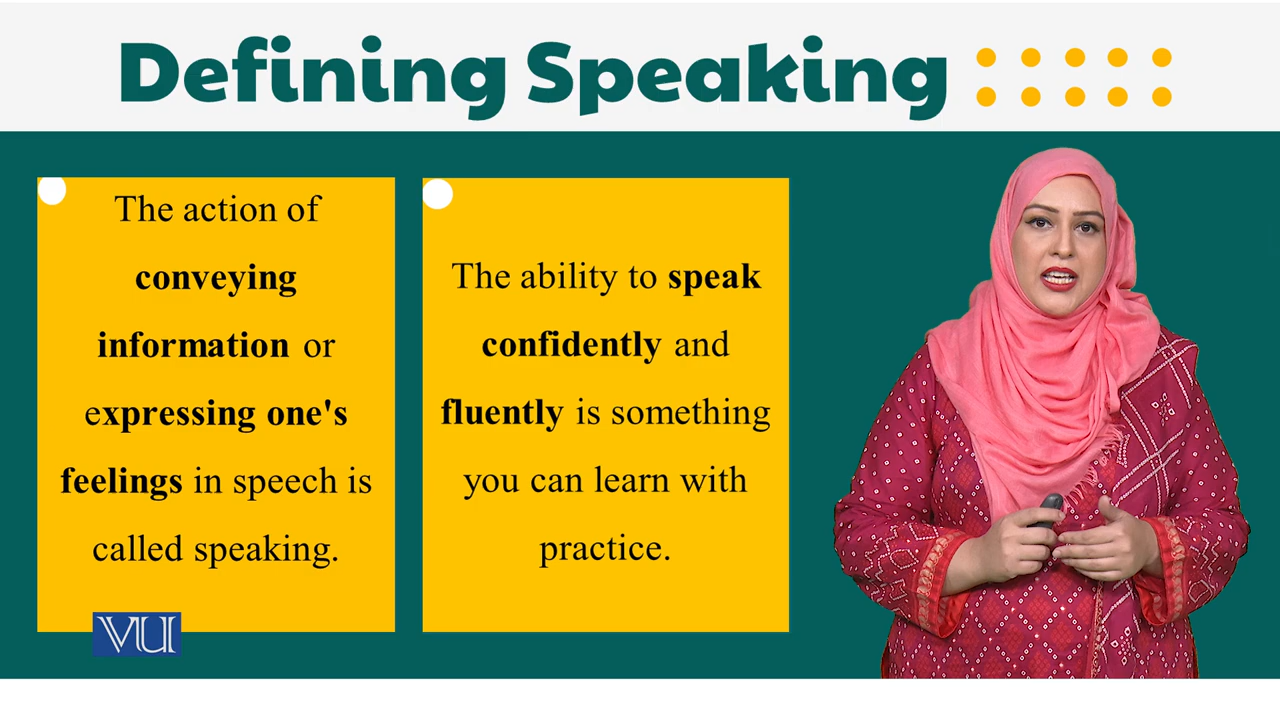 Defining Speaking
The action of
conveying
information or
expressing one's
feelings in speech is
called speaking.
The ability to speak
confidently and
fluently is something
you can learn with
practice.
VU